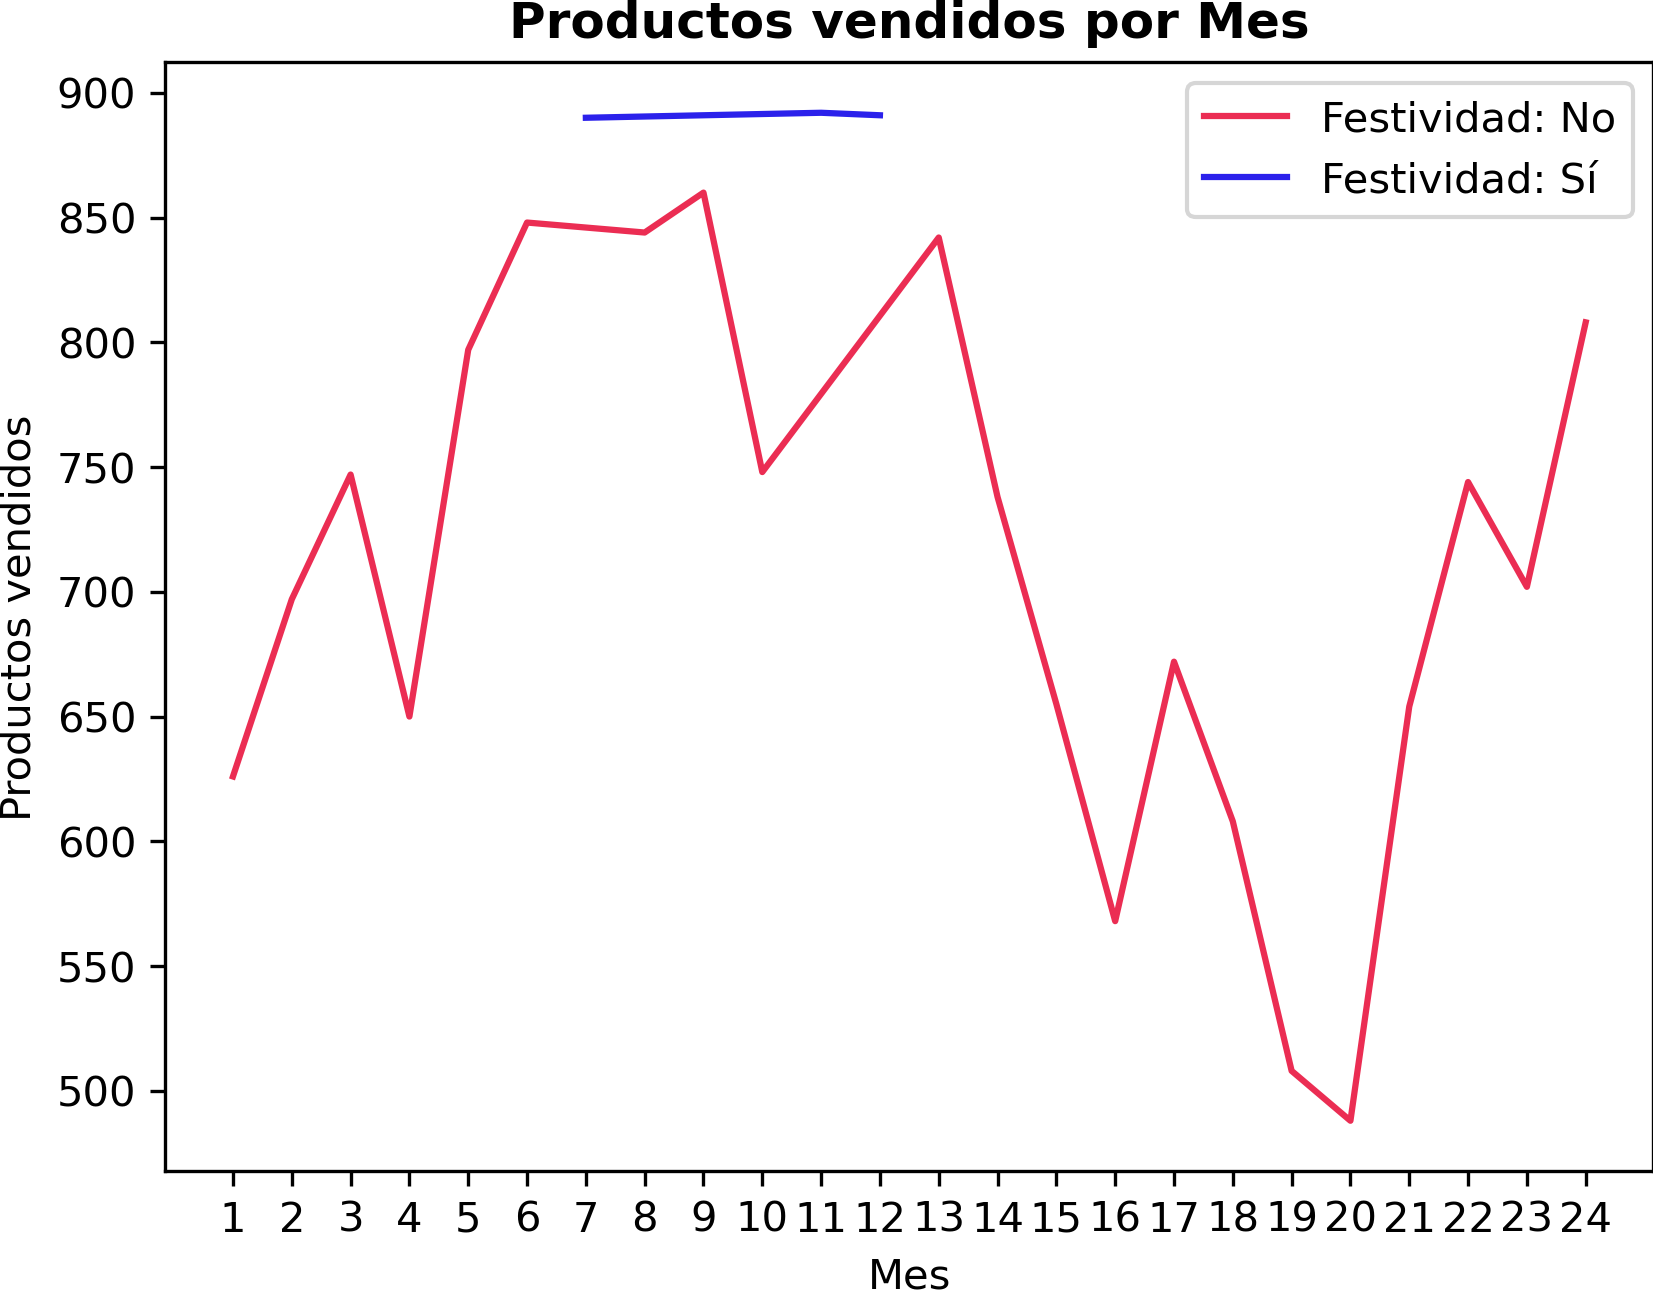 Productos vendidos por Mes
Festividad: No
Festividad: Sí
Productos vendidos
900
850
800
750
700
650
600
550
500
1 2 3 4 5 6 7 8 9 10 11 12 13 14 15 16 17 18 19 20 21 22 23 24
Mes